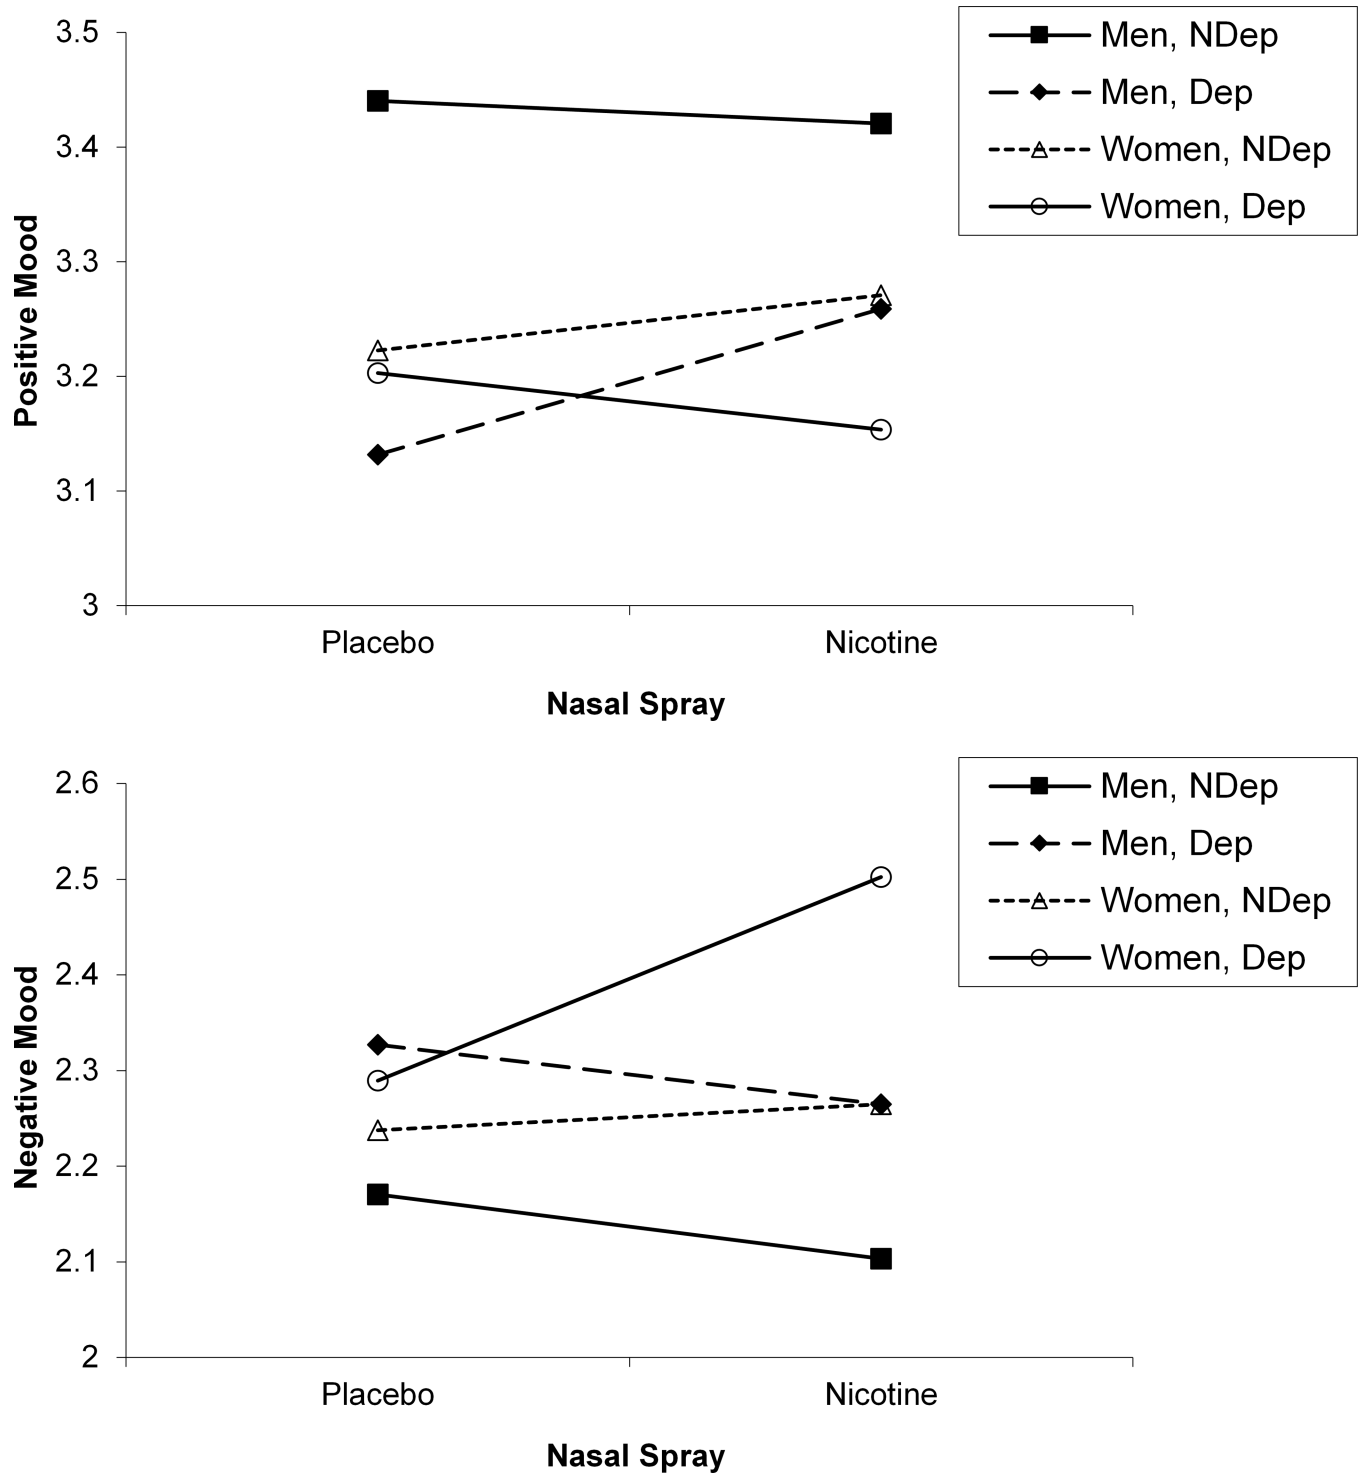 3.5
3.4
3.3
3.2
3.1
3
Positive Mood
Placebo
Nicotine
Nasal Spray
Men, NDep
Men, Dep
Women, NDep
Women, Dep
2.6
2.5
2.4
2.3
2.2
2.1
2
Negative Mood
Placebo
Nicotine
Nasal Spray
Men, NDep
Men, Dep
Women, NDep
Women, Dep